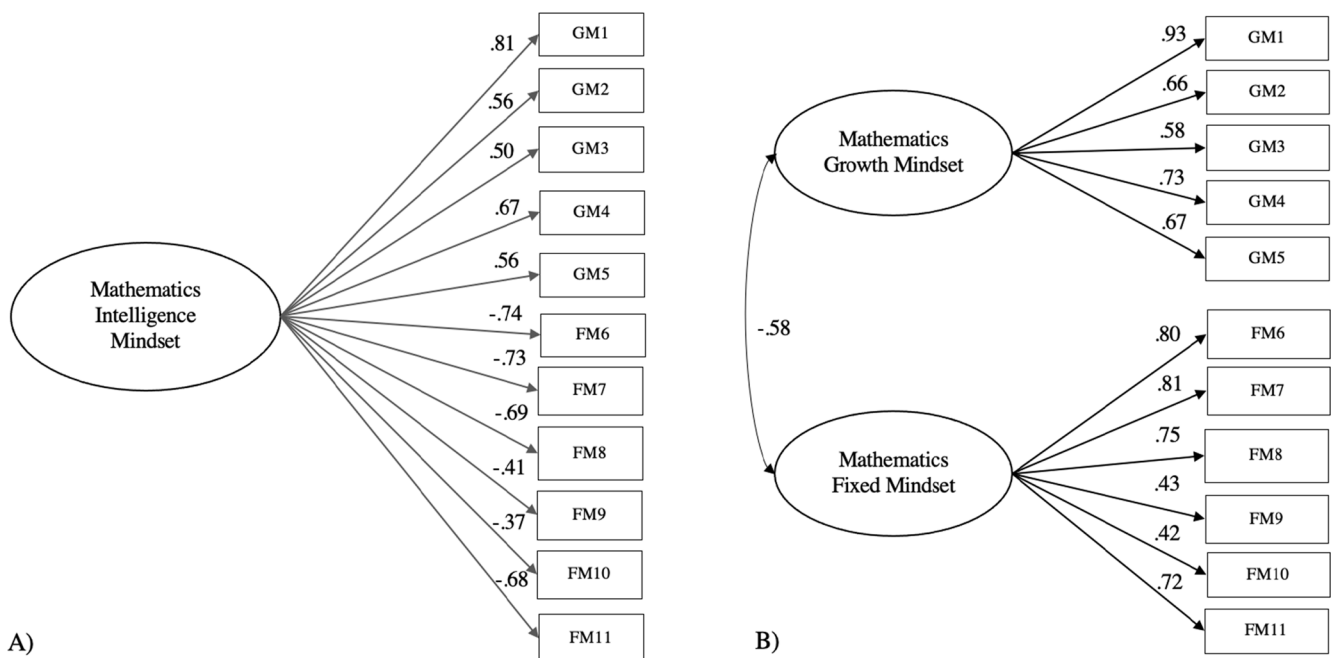 .81
GM1
.56
GM2
.50
GM3
.67
GM4
.56
GM5
Mathematics
Intelligence
Mindset
-.74
FM6
-.73
FM7
-.69
FM8
-.41
FM9
-.37
FM10
-.68
FM11
A)
.93
GM1
.66
GM2
.58
GM3
.73
GM4
.67
GM5
Mathematics
Growth Mindset
-.58
.80
FM6
.81
FM7
.75
FM8
.43
FM9
.42
FM10
.72
FM11
Mathematics
Fixed Mindset
B)